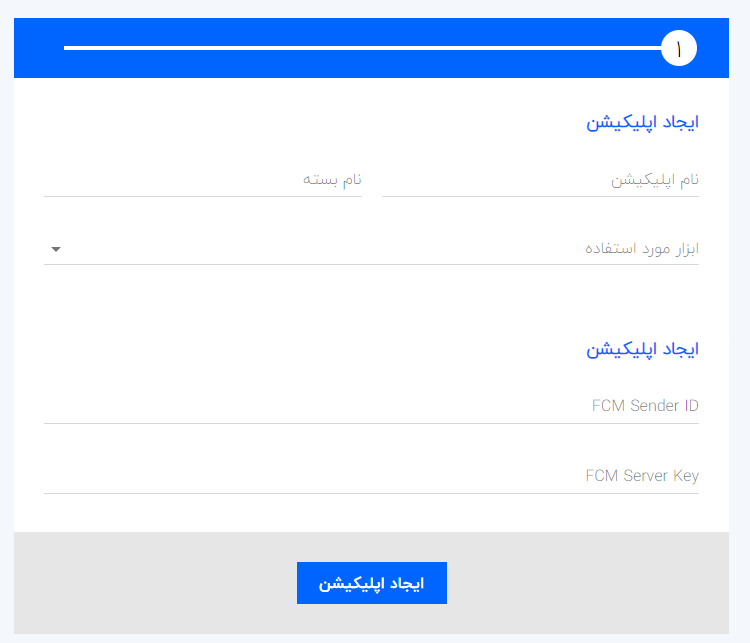 ۱
ایجاد اپلیکیشن
نام اپلیکیشن نام بسته
ابزار مورد استفاده
ایجاد اپلیکیشن
FCM Sender ID
FCM Server Key
ایجاد اپلیکیشن